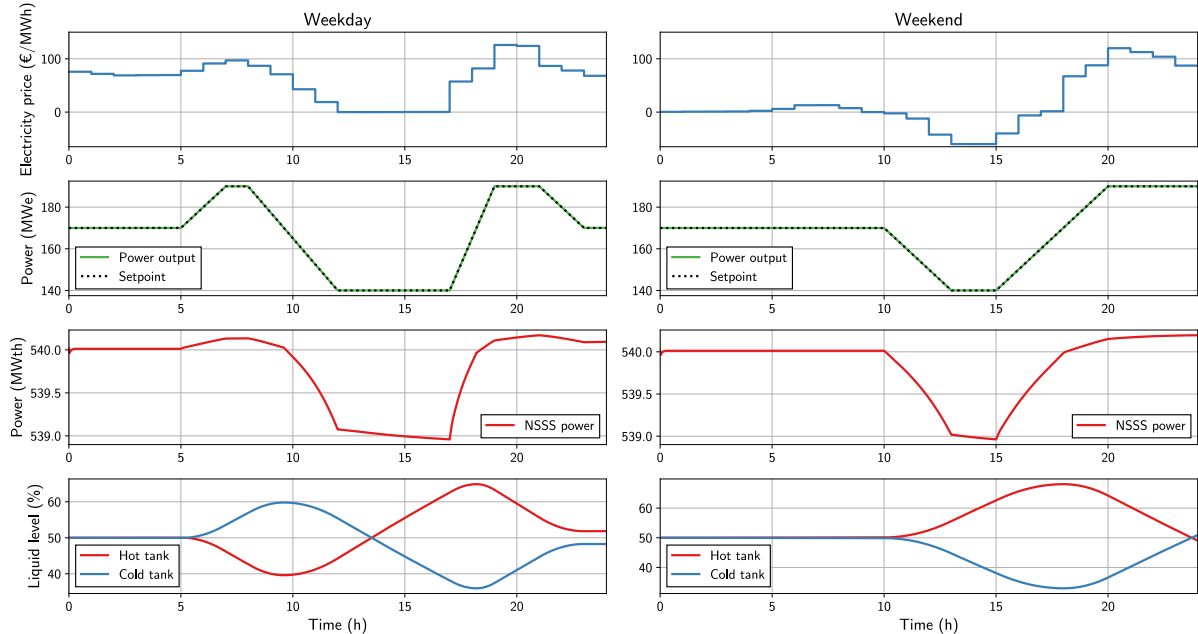 Weekday
Electricity price (€/MWh)
100
0
0 5 10 15 20
Power (MWe)
180
160
140
Power output
Setpoint
0 5 10 15 20
Power (MWth)
540.0
539.5
539.0
NSSS power
0 5 10 15 20
Liquid level (%)
60
50
40
Hot tank
Cold tank
0 5 10 15 20
Time (h)
Weekend
100
0
0 5 10 15 20
180
160
140
Power output
Setpoint
0 5 10 15 20
540.0
539.5
539.0
NSSS power
0 5 10 15 20
60
50
40
Hot tank
Cold tank
0 5 10 15 20
Time (h)